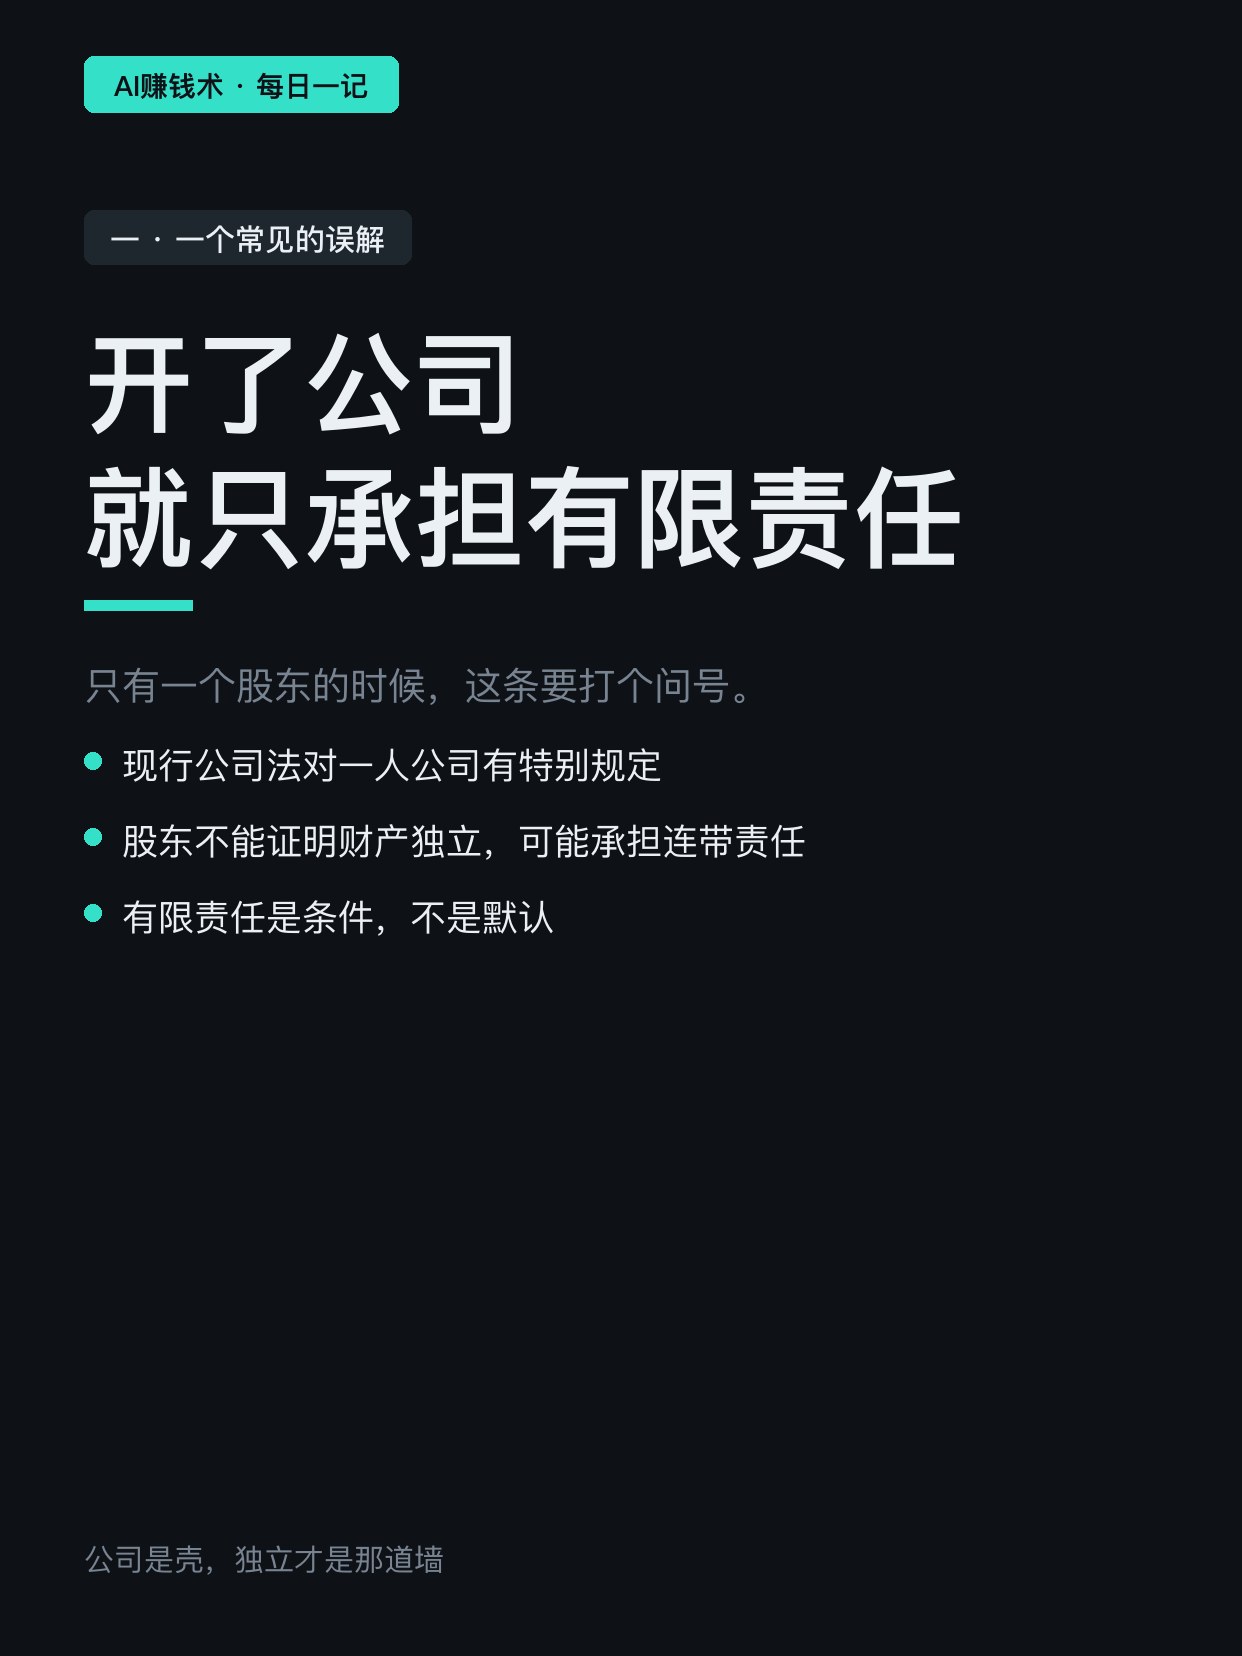 AI赚钱术 · 每日一记
一 · 一个常见的误解
开了公司
就只承担有限责任
只有一个股东的时候，这条要打个问号。
现行公司法对一人公司有特别规定
股东不能证明财产独立，可能承担连带责任
有限责任是条件，不是默认
公司是壳，独立才是那道墙